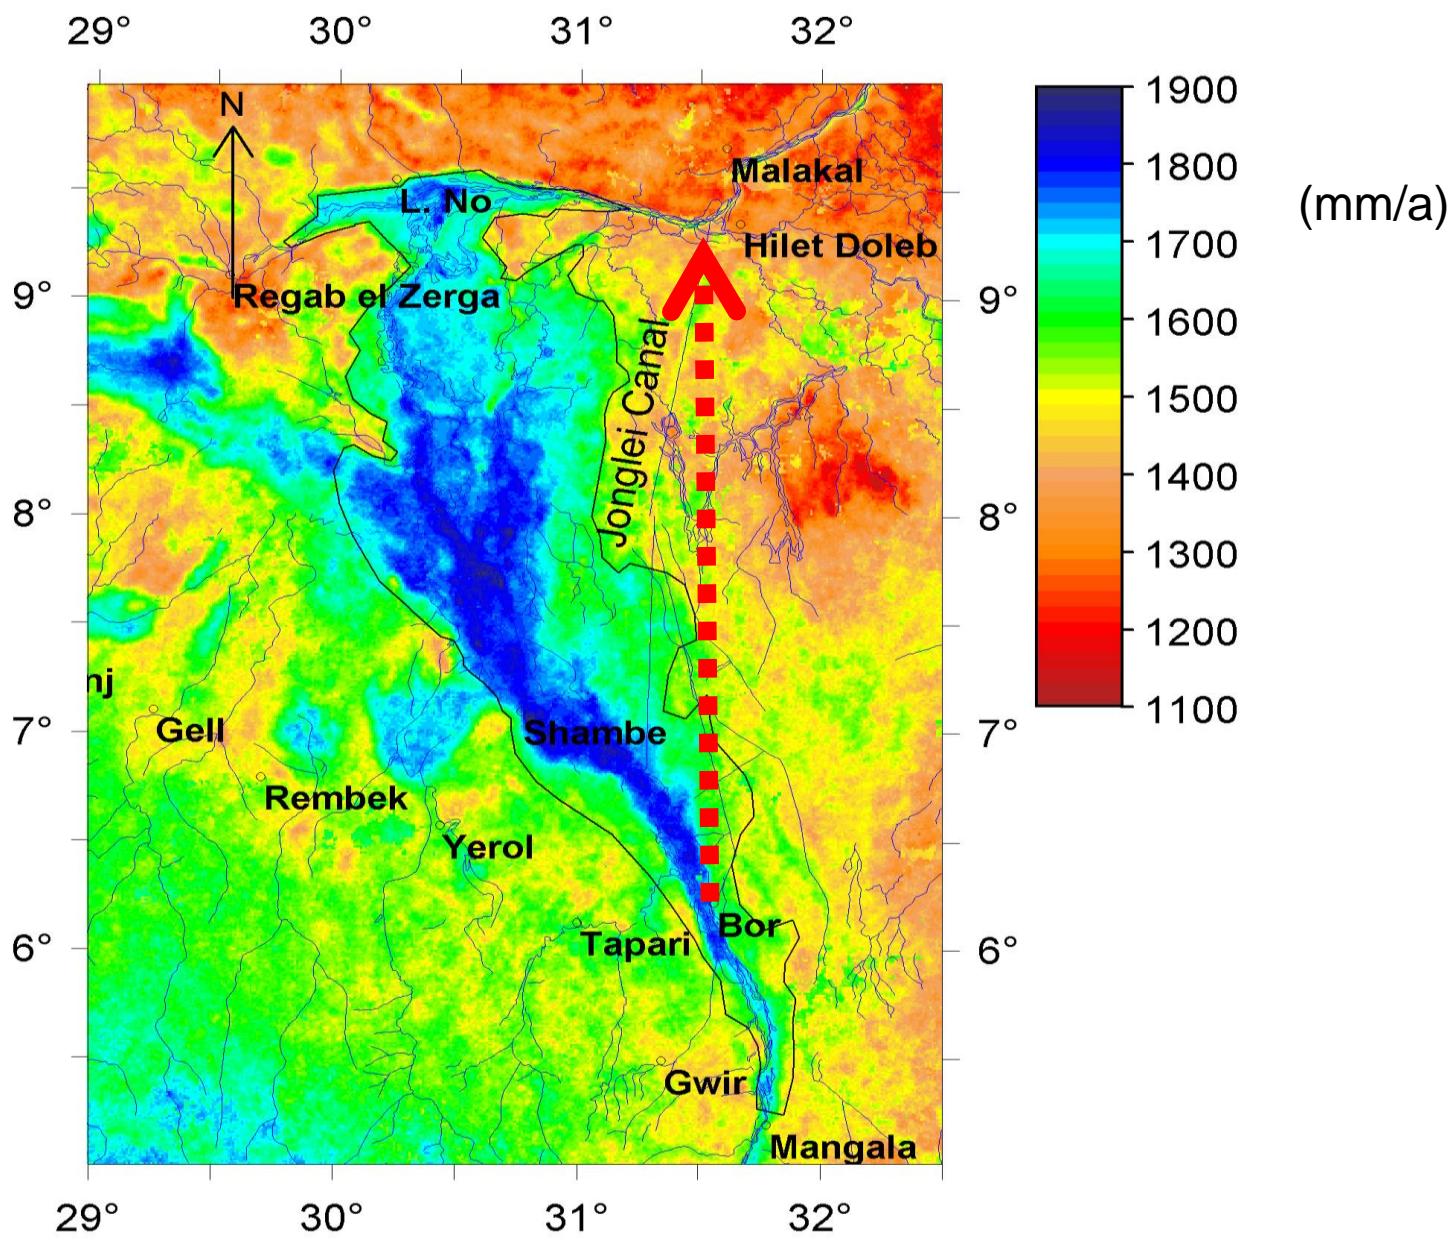 29° 30° 31° 32°
1900
N
Malakal
1800
L. No
(mm/a)
1700
Hilet Doleb
9°
Regab el Zerga
9°
1600
Jonglei Canal
1500
1400
8°
8°
1300
1200
nj
1100
Gell
7°
Shambe
7°
Rembek
Yerol
Bor
6°
Tapari
6°
Gwir
Mangala
29° 30° 31° 32°